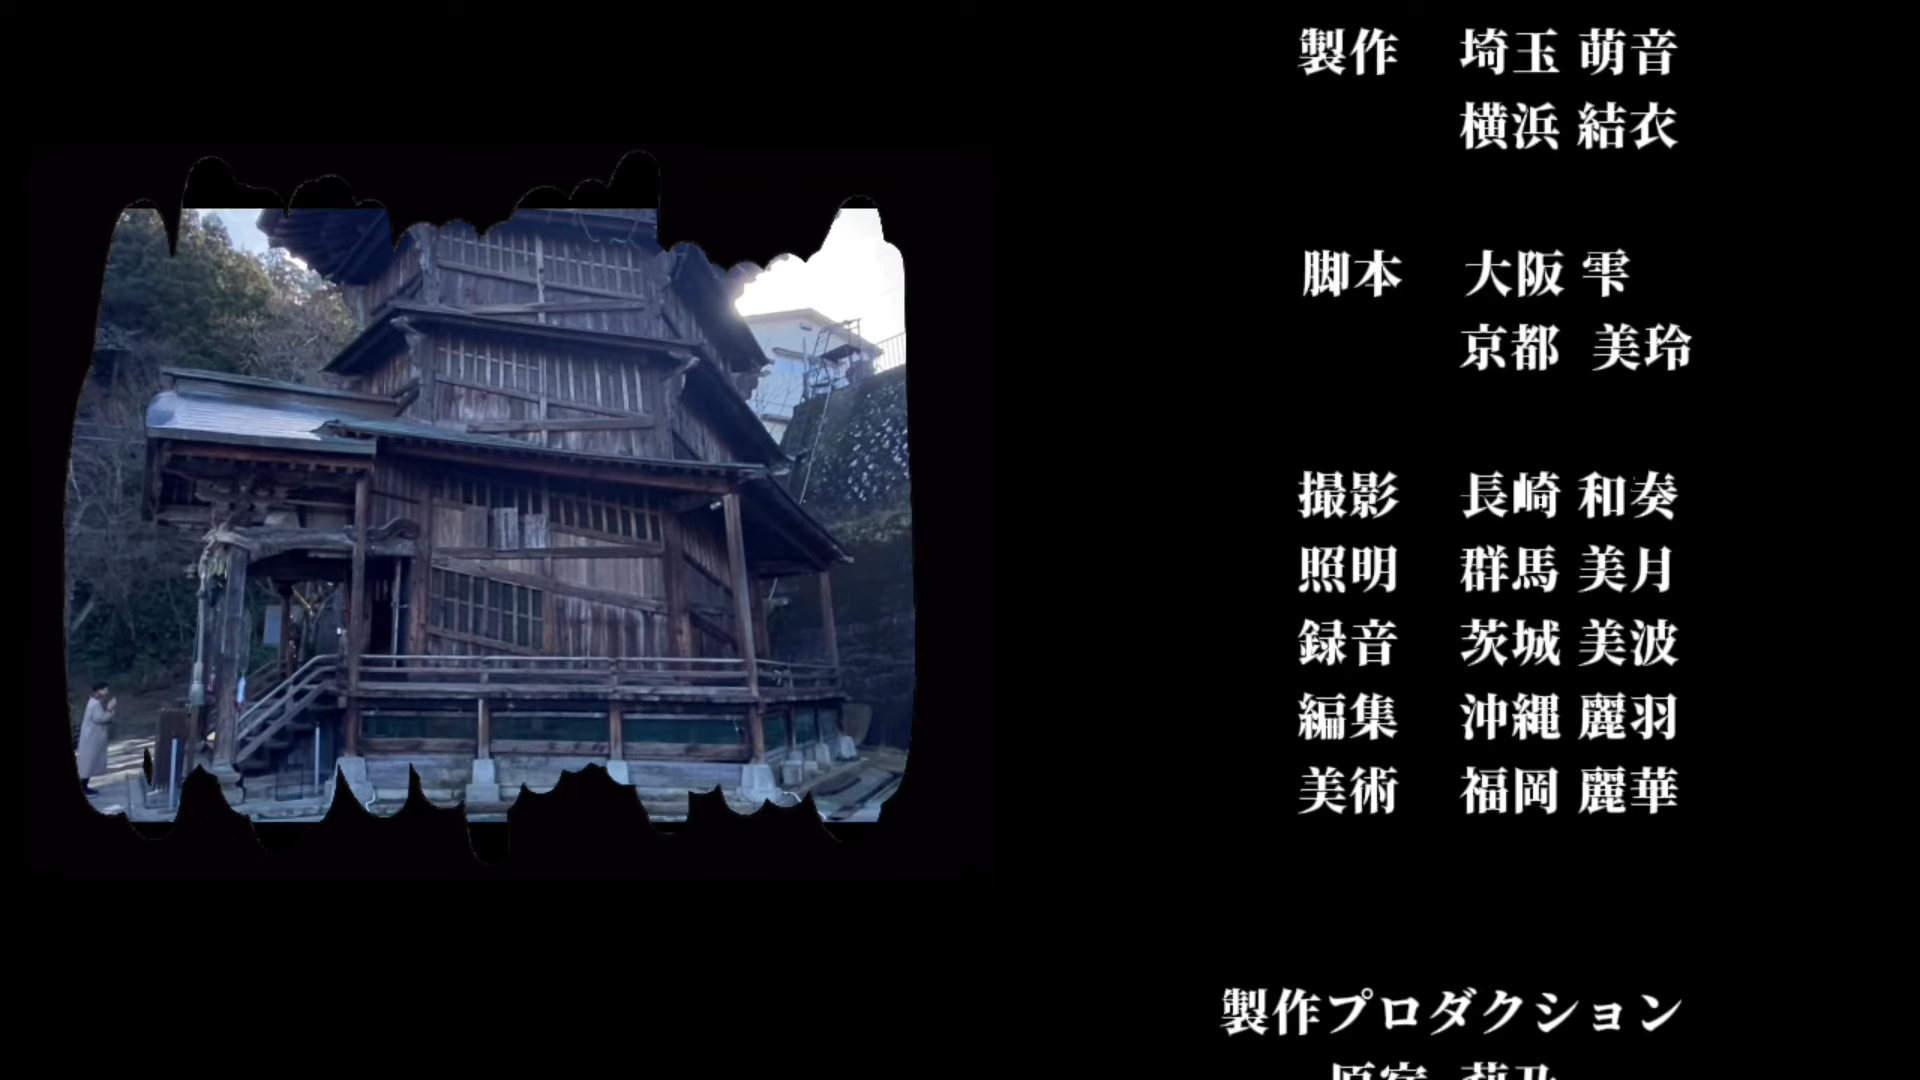 製作 埼玉 萌音
横浜 結衣
脚本 大阪 雫
京都 美玲
撮影 長崎 和奏
照明 群馬 美月
録音 茨城 美波
編集 沖縄 麗羽
美術 福岡 麗華
製作プロダクション